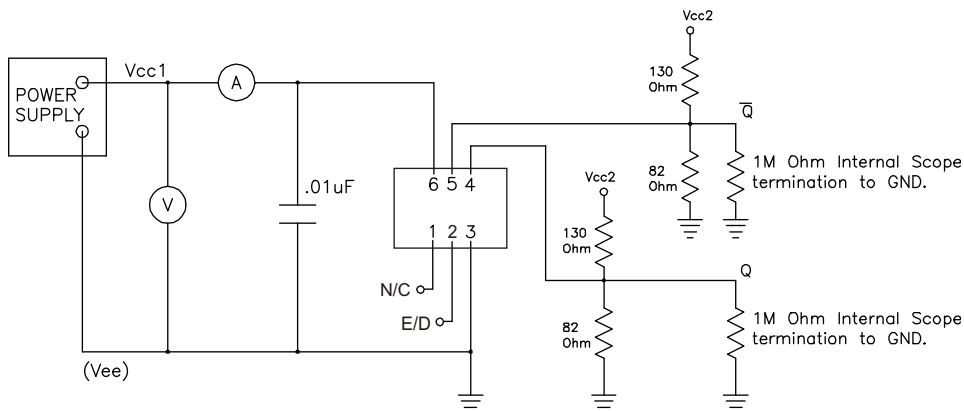 Vcc2
Vcc1
A
130
Ohm
POWER
SUPPLY
Q̅
82
Ohm
1M Ohm Internal Scope
termination to GND.
6 5 4
Vcc2
.01uF
V
1 2 3
130
Ohm
N/C
Q
E/D
82
Ohm
1M Ohm Internal Scope
termination to GND.
(Vee)